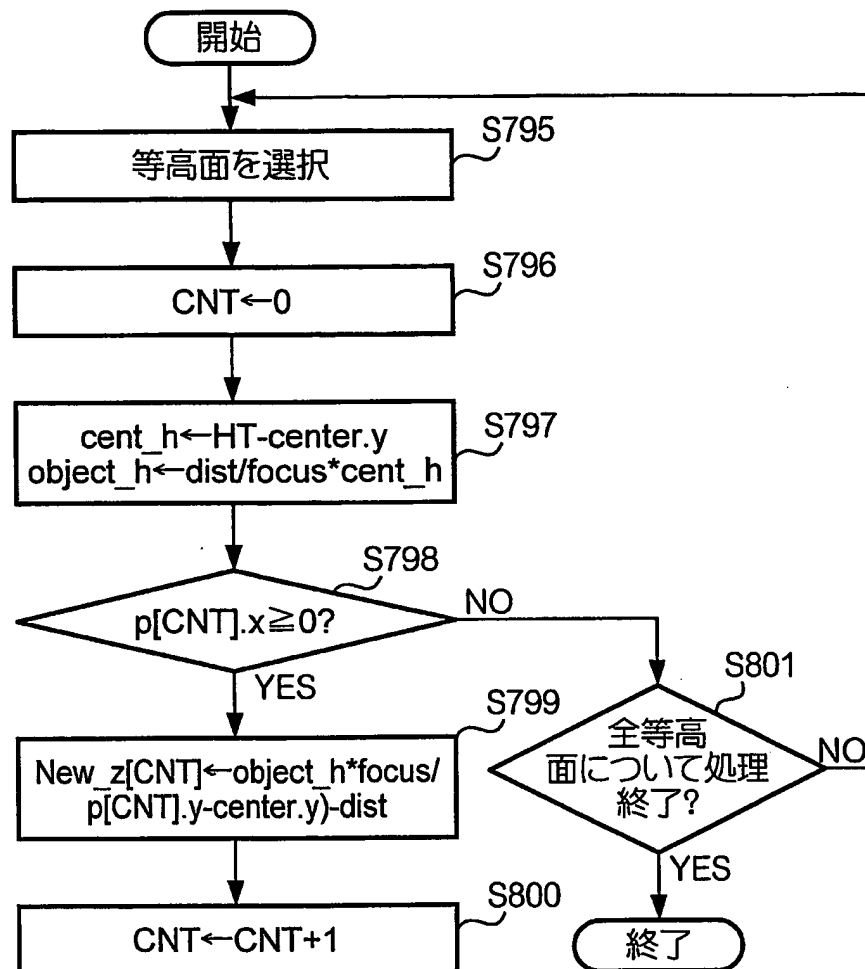 開始
S795
等高面を選択
S796
CNT←0
S797
cent_h←HT-center.y
object_h←dist/focus*cent_h
S798
p[CNT].x≧0?
NO
YES
S799
New_z[CNT]←object_h*focus/
p[CNT].y-center.y)-dist
S800
CNT←CNT+1
S801
全等高
面について処理
終了?
NO
YES
終了